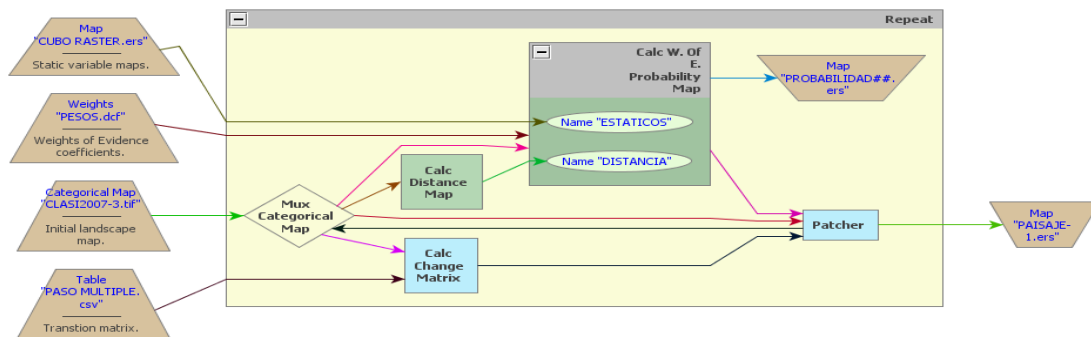 Map
"CUBO RASTER.ers"
Static variable maps.
Weights
"PESOS.dcf"
Weights of Evidence
coefficients.
Categorical Map
"CLASI2007-3.tif"
Initial landscape
map.
Table
"PASO MULTIPLE.
csv"
Transtion matrix.
Repeat
Calc W. Of
E.
Probability
Map
Name "ESTATICOS"
Name "DISTANCIA"
Map
"PROBABILIDAD##.
ers"
Calc
Distance
Map
Mux
Categorical
Map
Calc
Change
Matrix
Patcher
Map
"PAISAJE-
1.ers"